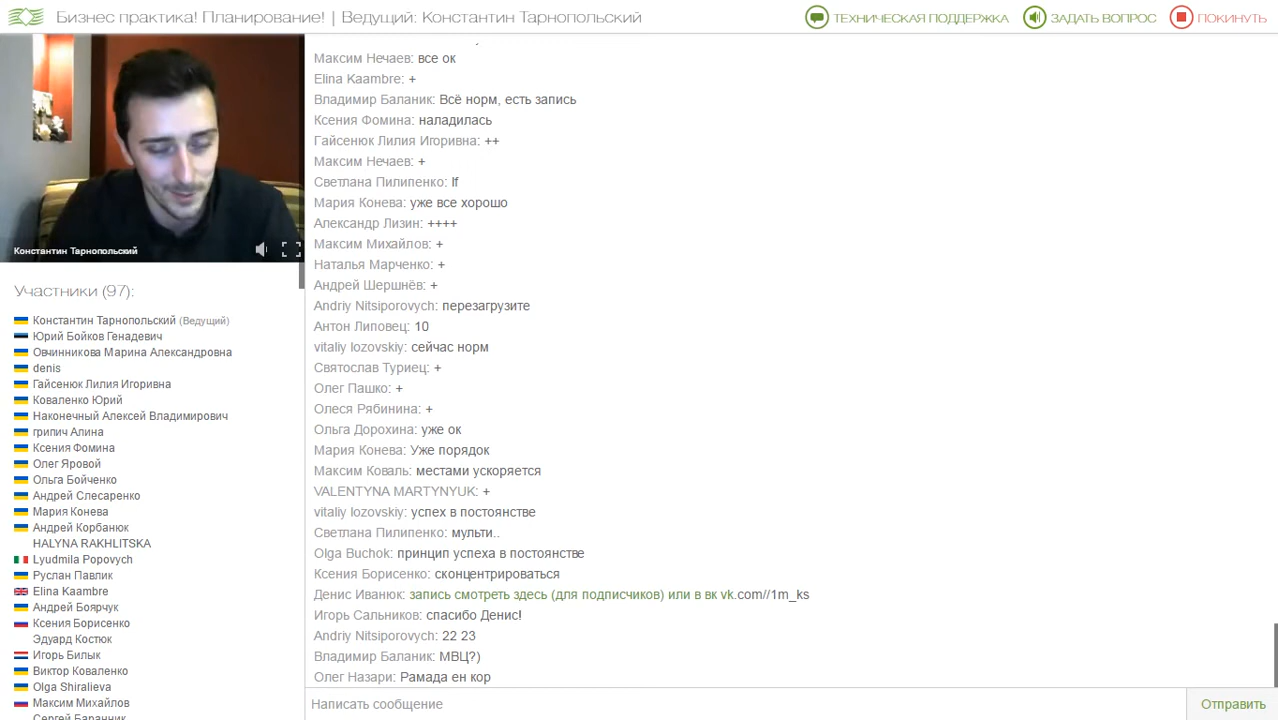 Бизнес практика! Планирование! | Ведущий: Константин Тарнопольский
ТЕХНИЧЕСКАЯ ПОДДЕРЖКА
ЗАДАТЬ ВОПРОС
ПОКИНУТЬ
Константин Тарнопольский
Участники (97):
Константин Тарнопольский (Ведущий)
Юрий Бойков Генадевич
Овчинникова Марина Александровна
denis
Гайсенюк Лилия Игоривна
Коваленко Юрий
Наконечный Алексей Владимирович
грипич Алина
Ксения Фомина
Олег Яровой
Ольга Бойченко
Андрей Слесаренко
Мария Конева
Андрей Корбанюк
HALYNA RAKHLITSKA
Lyudmila Popovych
Руслан Павлик
Elina Kaambre
Андрей Боярчук
Ксения Борисенко
Эдуард Костюк
Игорь Билык
Виктор Коваленко
Olga Shiralieva
Максим Михайлов
Сергей Баранник
Максим Нечаев: все ок
Elina Kaambre: +
Владимир Баланик: Всё норм, есть запись
Ксения Фомина: наладилась
Гайсенюк Лилия Игоривна: ++
Максим Нечаев: +
Светлана Пилипенко: lf
Мария Конева: уже все хорошо
Александр Лизин: ++++
Максим Михайлов: +
Наталья Марченко: +
Андрей Шершнёв: +
Andriy Nitsiporovych: перезагрузите
Антон Липовец: 10
vitaliy lozovskiy: сейчас норм
Святослав Туриец: +
Олег Пашко: +
Олеся Рябинина: +
Ольга Дорохина: уже ок
Мария Конева: Уже порядок
Максим Коваль: местами ускоряется
VALENTYNA MARTYNYUK: +
vitaliy lozovskiy: успех в постоянстве
Светлана Пилипенко: мульти..
Olga Buchok: принцип успеха в постоянстве
Ксения Борисенко: сконцентрироваться
Денис Иванюк: запись смотреть здесь (для подписчиков) или в вк vk.com//1m_ks
Игорь Сальников: спасибо Денис!
Andriy Nitsiporovych: 22 23
Владимир Баланик: МВЦ?)
Олег Назари: Рамада ен кор
Написать сообщение
Отправить